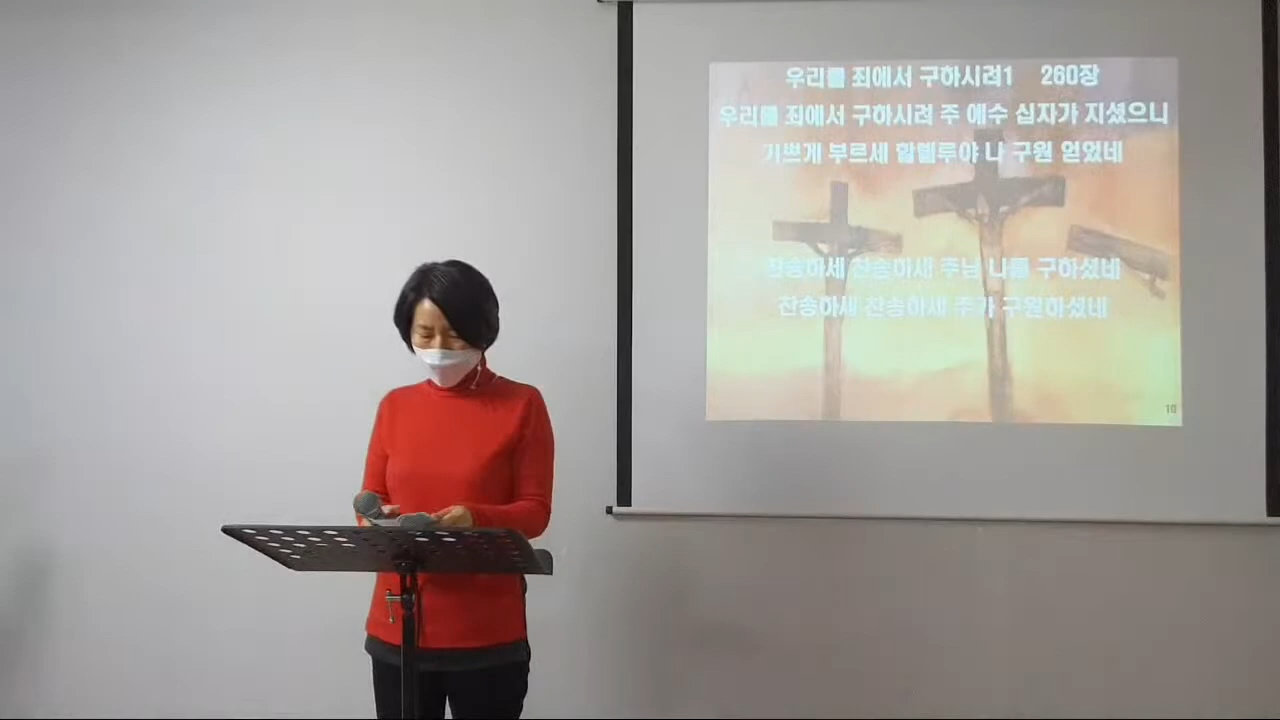 우리를 죄에서 구하시려1 260장
우리를 죄에서 구하시려 주 예수 십자가 지셨으니
기쁘게 부르세 할렐루야 나 구원 얻었네
찬송하세 찬송하세 주님 나를 구하셨네
찬송하세 찬송하세 주가 구원하셨네
10